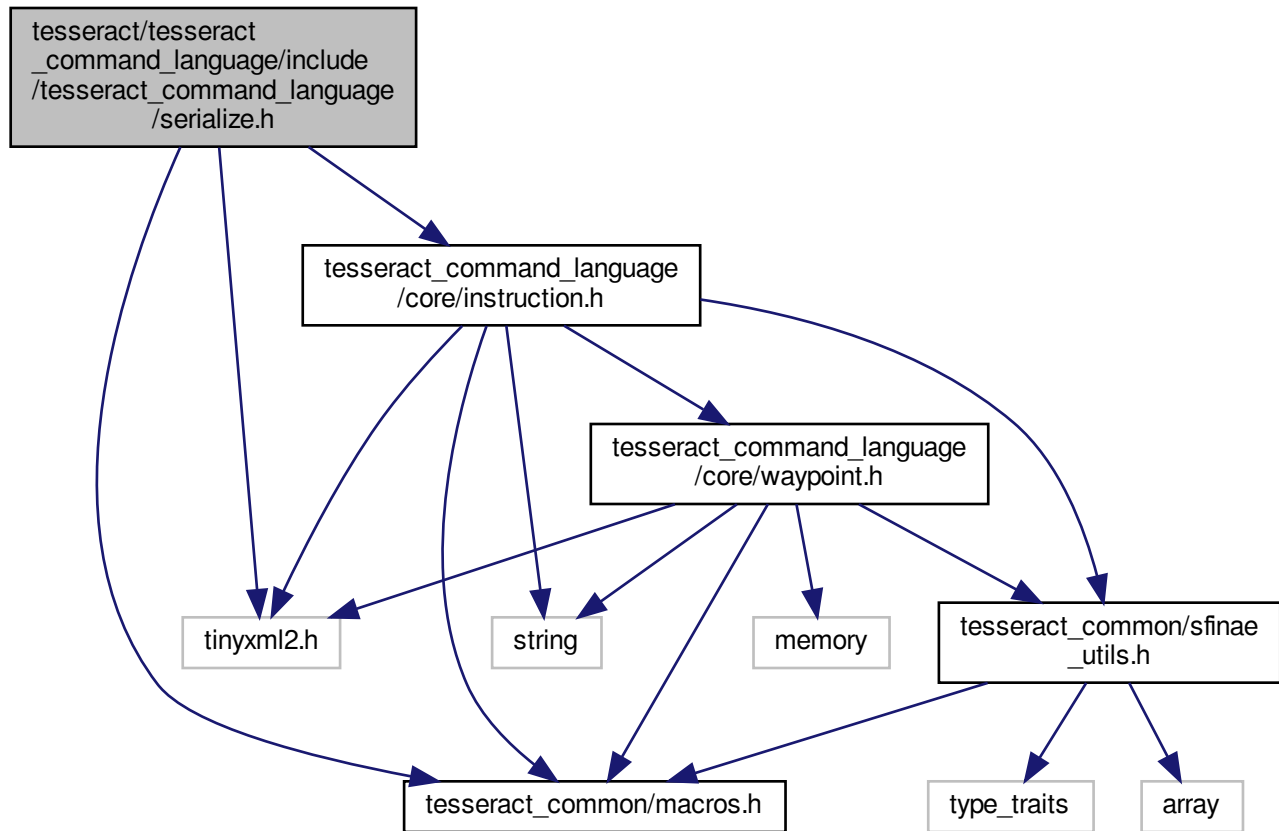 tesseract/tesseract
_command_language/include
/tesseract_command_language
/serialize.h
tesseract_command_language
/core/instruction.h
tesseract_command_language
/core/waypoint.h
tinyxml2.h
string
memory
tesseract_common/sfinae
_utils.h
tesseract_common/macros.h
type_traits
array